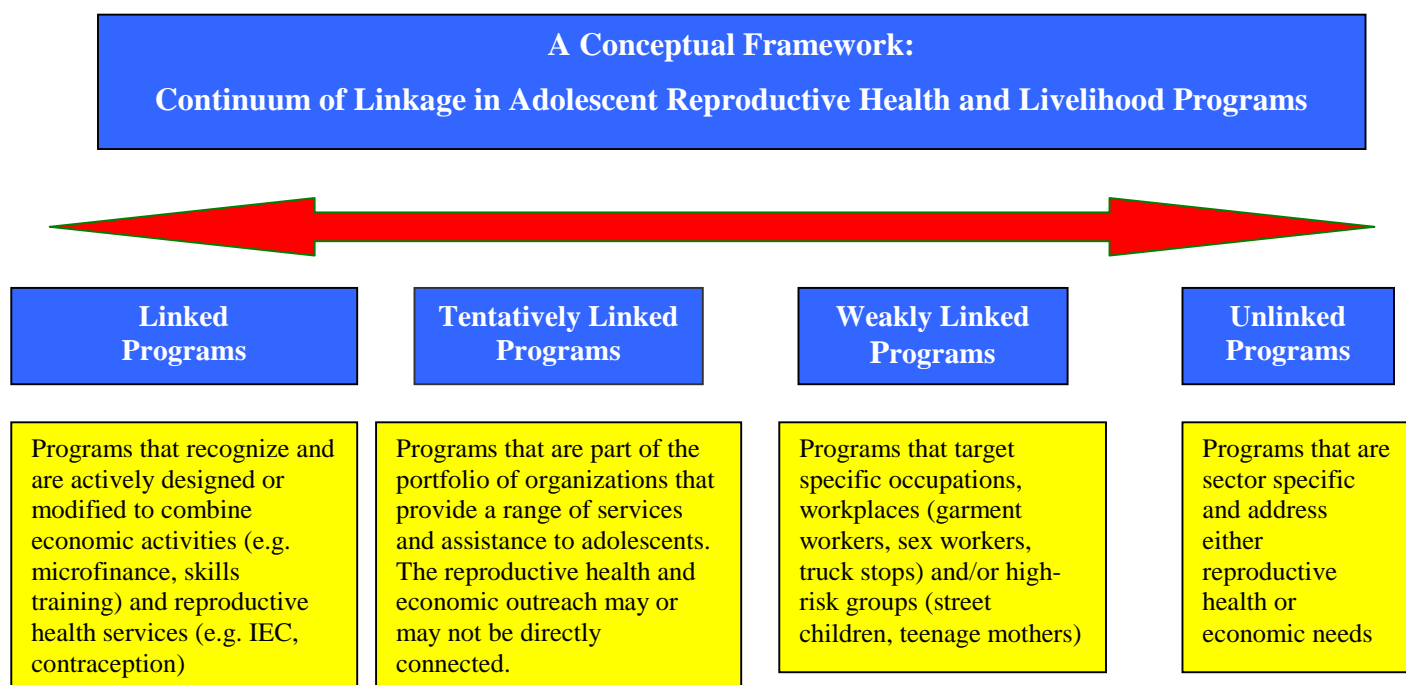 A Conceptual Framework:
Continuum of Linkage in Adolescent Reproductive Health and Livelihood Programs
Linked
Programs
Tentatively Linked
Programs
Weakly Linked
Programs
Unlinked
Programs
Programs that recognize and
are actively designed or
modified to combine
economic activities (e.g.
microfinance, skills
training) and reproductive
health services (e.g. IEC,
contraception)
Programs that are part of the
portfolio of organizations that
provide a range of services
and assistance to adolescents.
The reproductive health and
economic outreach may or
may not be directly
connected.
Programs that target
specific occupations,
workplaces (garment
workers, sex workers,
truck stops) and/or high-
risk groups (street
children, teenage mothers)
Programs that are
sector specific
and address
either
reproductive
health or
economic needs